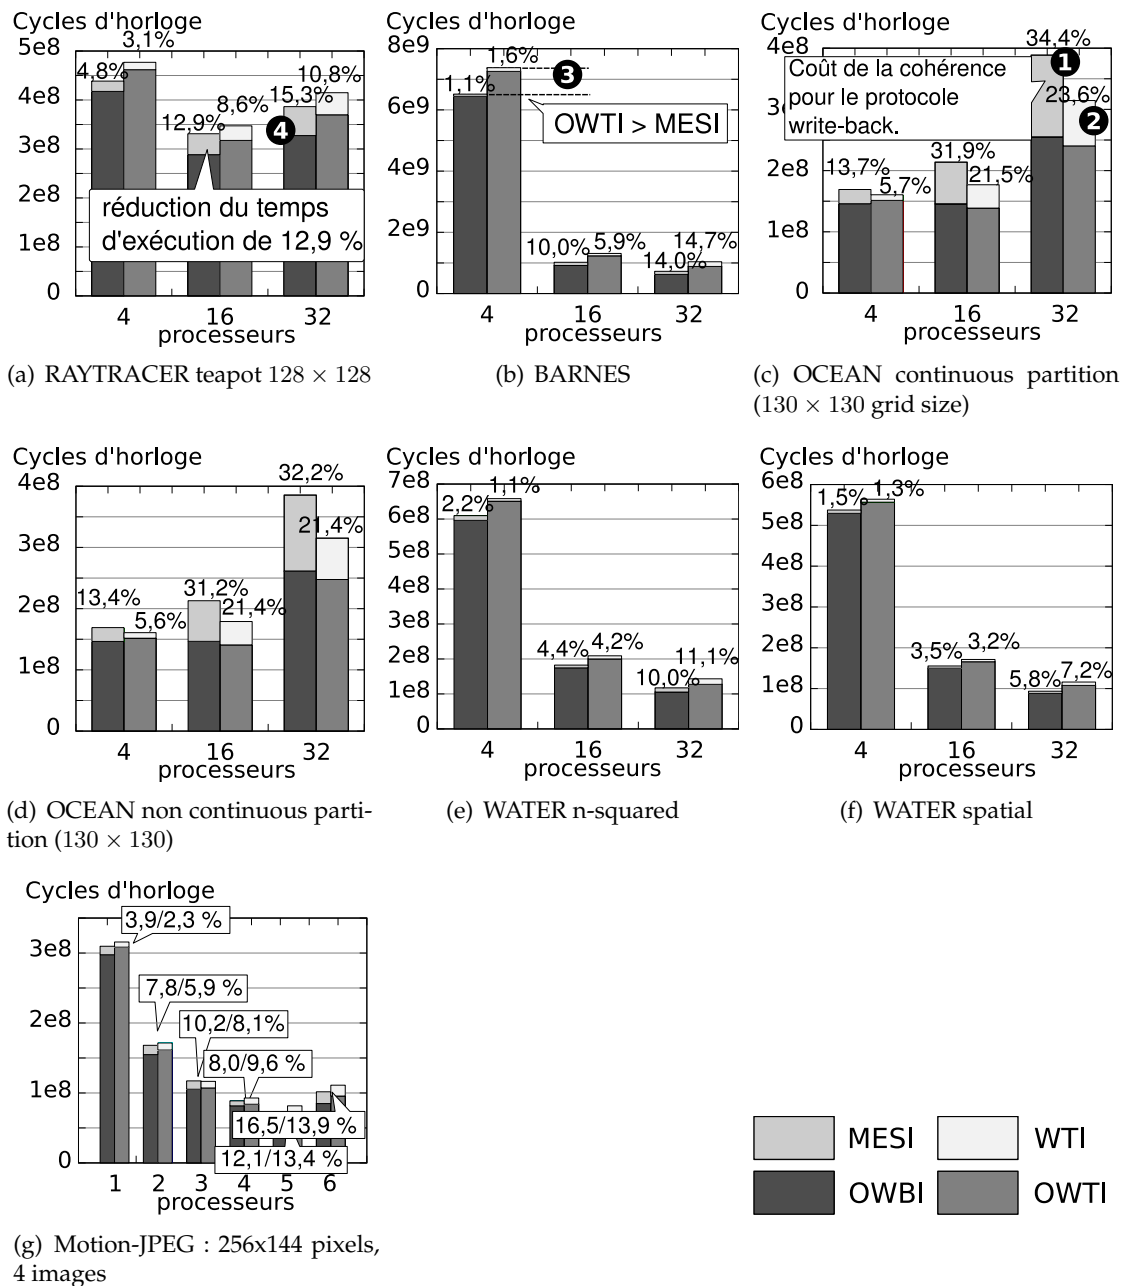 Cycles d'horloge
5e8
4e8
3e8
2e8
1e8
0
4,8%
3,1%
12,9%
8,6%
15,3%
10,8%
4
réduction du temps
d'exécution de 12,9 %
4 16 32
processeurs
(a) RAYTRACER teapot 128 × 128
Cycles d'horloge
8e9
6e9
4e9
2e9
0
1,1%
1,6%
3
OWTI > MESI
10,0%
5,9%
14,0%
14,7%
4 16 32
processeurs
(b) BARNES
Cycles d'horloge
4e8
3e8
2e8
1e8
0
Coût de la cohérence
pour le protocole
write-back.
34,4%
1
23,6%
2
13,7%
5,7%
31,9%
21,5%
4 16 32
processeurs
(c) OCEAN continuous partition
(130 × 130 grid size)
Cycles d'horloge
4e8
3e8
2e8
1e8
0
13,4%
5,6%
31,2%
21,4%
32,2%
21,4%
4 16 32
processeurs
(d) OCEAN non continuous parti-
tion (130 × 130)
Cycles d'horloge
7e8
6e8
5e8
4e8
3e8
2e8
1e8
0
2,2%
1,1%
4,4%
4,2%
10,0%
11,1%
4 16 32
processeurs
(e) WATER n-squared
Cycles d'horloge
6e8
5e8
4e8
3e8
2e8
1e8
0
1,5%
1,3%
3,5%
3,2%
5,8%
7,2%
4 16 32
processeurs
(f) WATER spatial
Cycles d'horloge
3e8
2e8
1e8
0
3,9/2,3 %
7,8/5,9 %
10,2/8,1%
8,0/9,6 %
16,5/13,9 %
12,1/13,4 %
1 2 3 4 5 6
processeurs
(g) Motion-JPEG : 256x144 pixels,
4 images
MESI WTI
OWBI OWTI